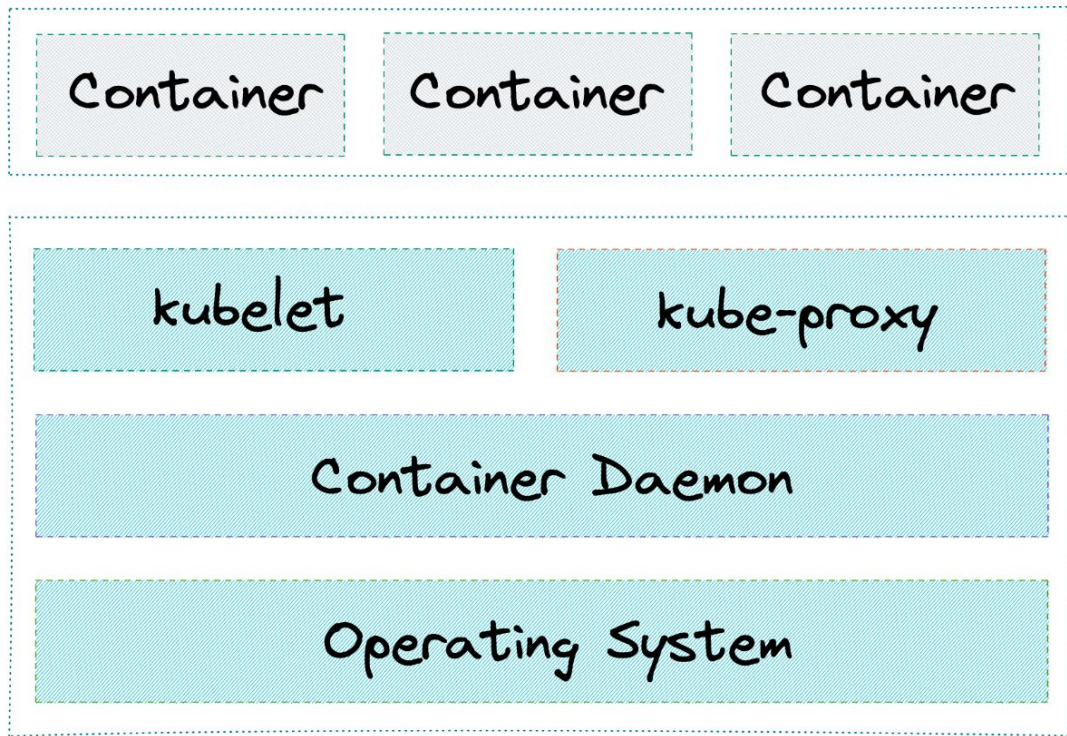 Container Container Container
kubelet kube-proxy
Container Daemon
Operating System